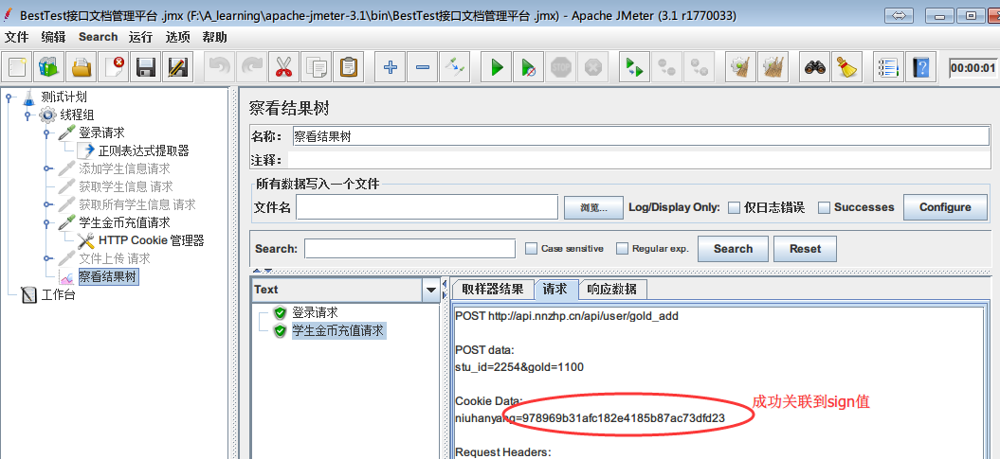 BestTest接口文档管理平台 .jmx (F:\A_learning\apache-jmeter-3.1\bin\BestTest接口文档管理平台 .jmx) - Apache JMeter (3.1 r1770033)
文件 编辑 Search 运行 选项 帮助
00:00:01
测试计划
线程组
登录请求
正则表达式提取器
添加学生信息请求
获取学生信息 请求
获取所有学生信息 请求
学生金币充值请求
HTTP Cookie 管理器
文件上传 请求
察看结果树
工作台
察看结果树
名称： 察看结果树
注释：
所有数据写入一个文件
文件名 浏览... Log/Display Only: 仅日志错误 Successes Configure
Search: Case sensitive Regular exp. Search Reset
Text
登录请求
学生金币充值请求
取样器结果 请求 响应数据
POST http://api.nnzhp.cn/api/user/gold_add
POST data:
stu_id=2254&gold=1100
Cookie Data:
niuhanyang=978969b31afc182e4185b87ac73dfd23
成功关联到sign值
Request Headers: